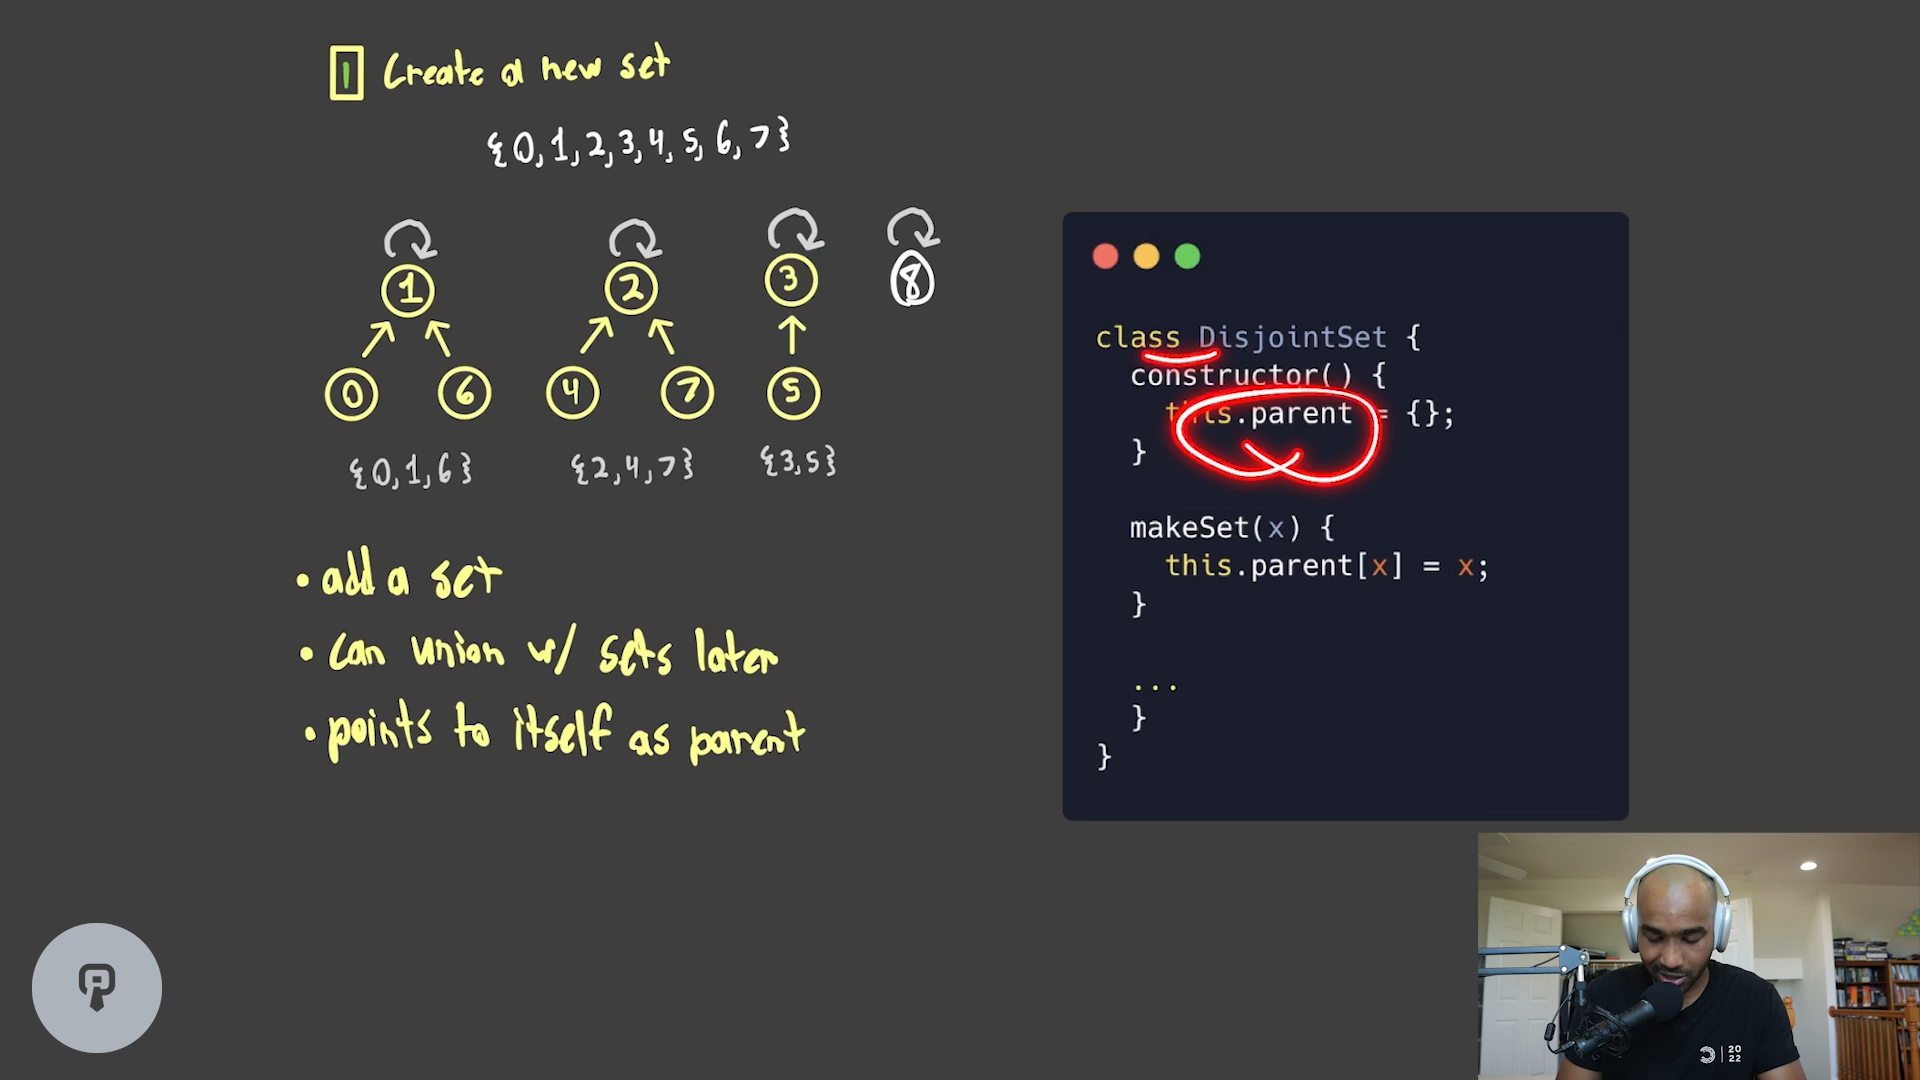 1 Create a new set
{0,1,2,3,4,5,6,7}
1 2 3 8
0 6 4 7 5
{0,1,6} {2,4,7} {3,5}
• add a set
• can union w/ sets later
• points to itself as parent
class DisjointSet {
constructor() {
this.parent = {};
}
makeSet(x) {
this.parent[x] = x;
}
...
}
}
20
22